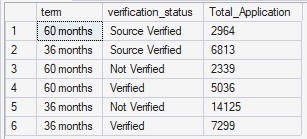 term verification_status Total_Application
1 60 months Source Verified 2964
2 36 months Source Verified 6813
3 60 months Not Verified 2339
4 60 months Verified 5036
5 36 months Not Verified 14125
6 36 months Verified 7299